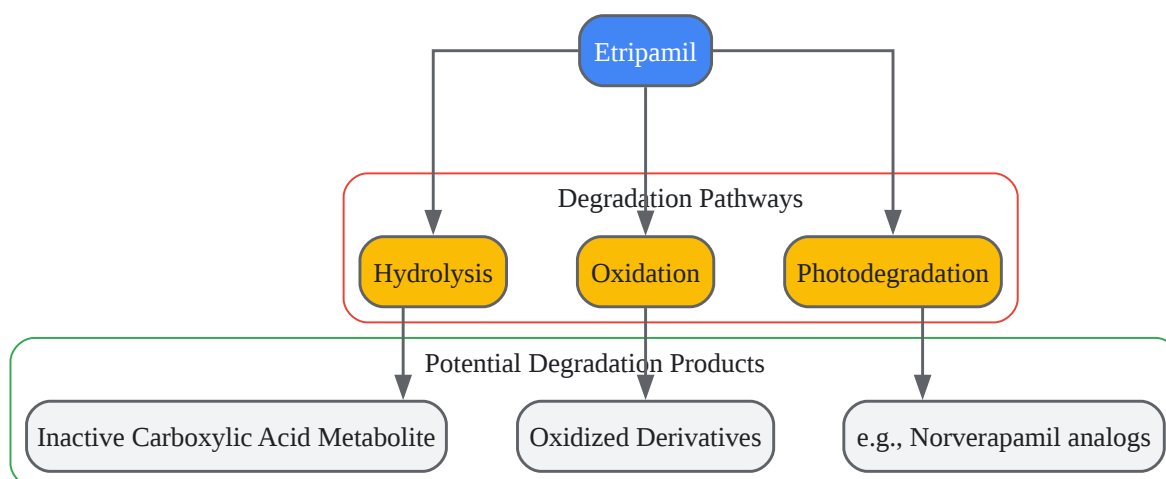 Etripamil
Degradation Pathways
Hydrolysis
Oxidation
Photodegradation
Potential Degradation Products
Inactive Carboxylic Acid Metabolite
Oxidized Derivatives
e.g., Norverapamil analogs